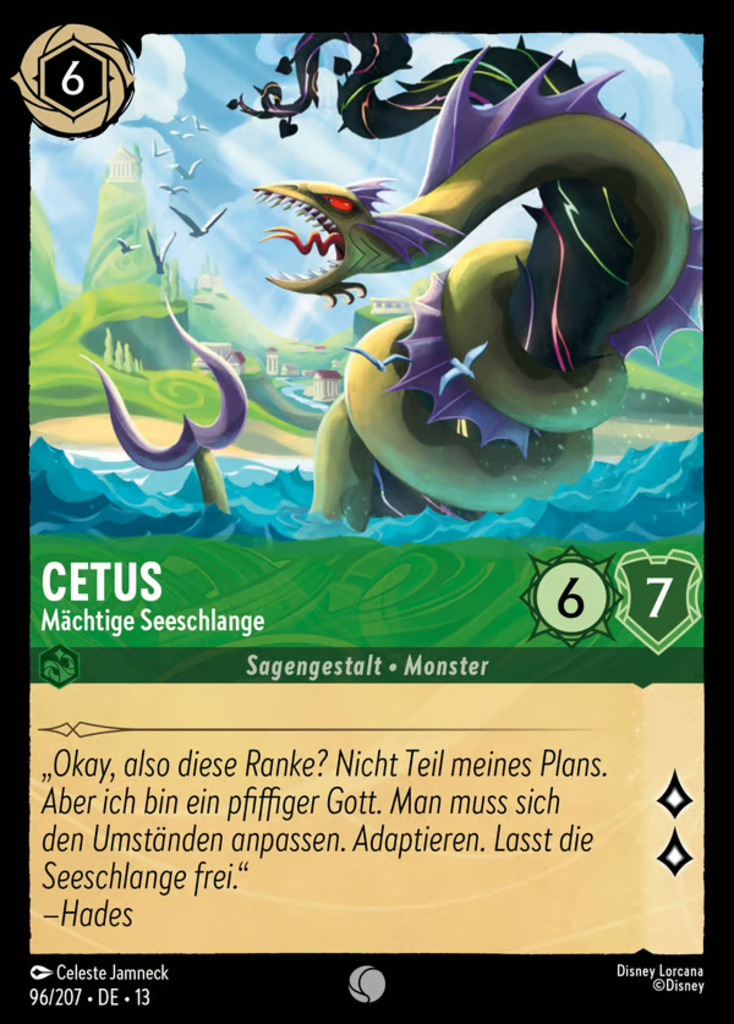 6
CETUS
Mächtige Seeschlange
6
7
Sagengestalt • Monster
„Okay, also diese Ranke? Nicht Teil meines Plans.
Aber ich bin ein pfiffiger Gott. Man muss sich
den Umständen anpassen. Adaptieren. Lasst die
Seeschlange frei.“
–Hades
Celeste Jamneck
96/207 • DE • 13
Disney Lorcana
©Disney